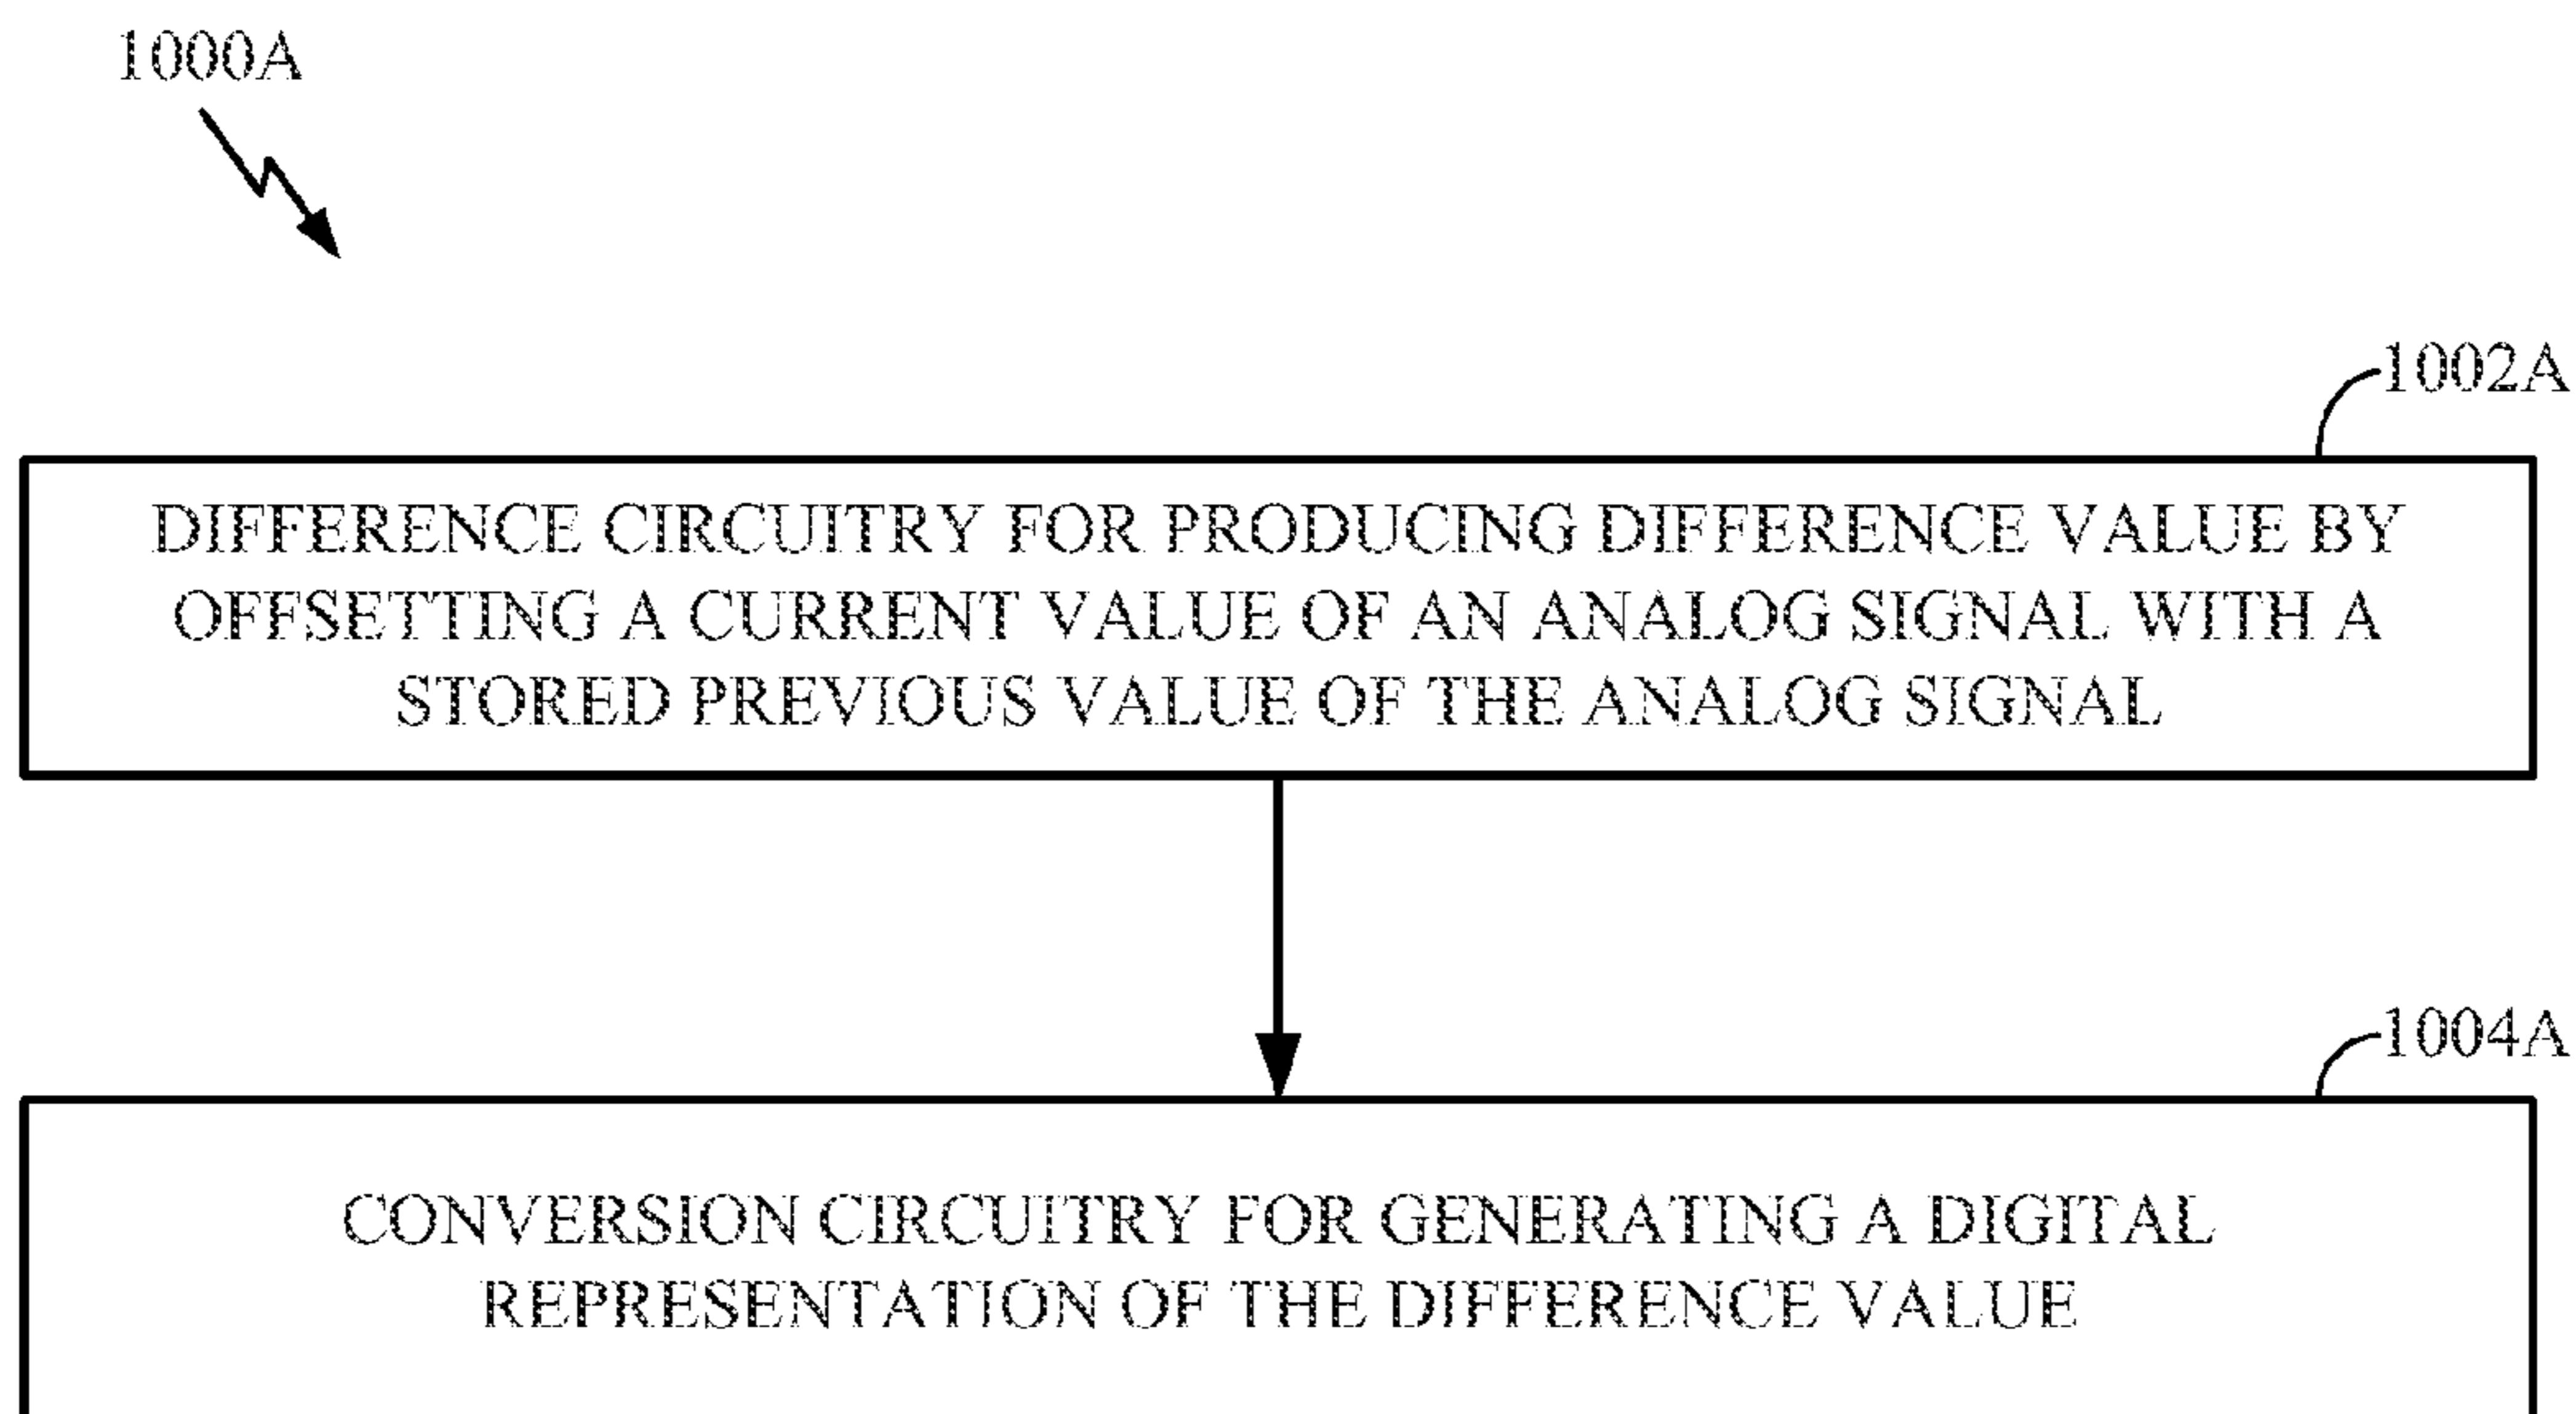 1000A
1002A
DIFFERENCE CIRCUITRY FOR PRODUCING DIFFERENCE VALUE BY
OFFSETTING A CURRENT VALUE OF AN ANALOG SIGNAL WITH A
STORED PREVIOUS VALUE OF THE ANALOG SIGNAL
1004A
CONVERSION CIRCUITRY FOR GENERATING A DIGITAL
REPRESENTATION OF THE DIFFERENCE VALUE